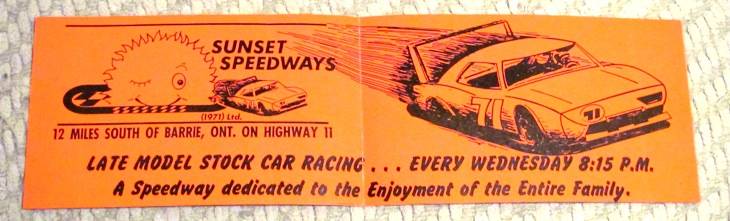 SUNSET
SPEEDWAYS
(1971) Ltd.
12 MILES SOUTH OF BARRIE, ONT. ON HIGHWAY 11
71
71
LATE MODEL STOCK CAR RACING . . . EVERY WEDNESDAY 8:15 P.M.
A Speedway dedicated to the Enjoyment of the Entire Family.